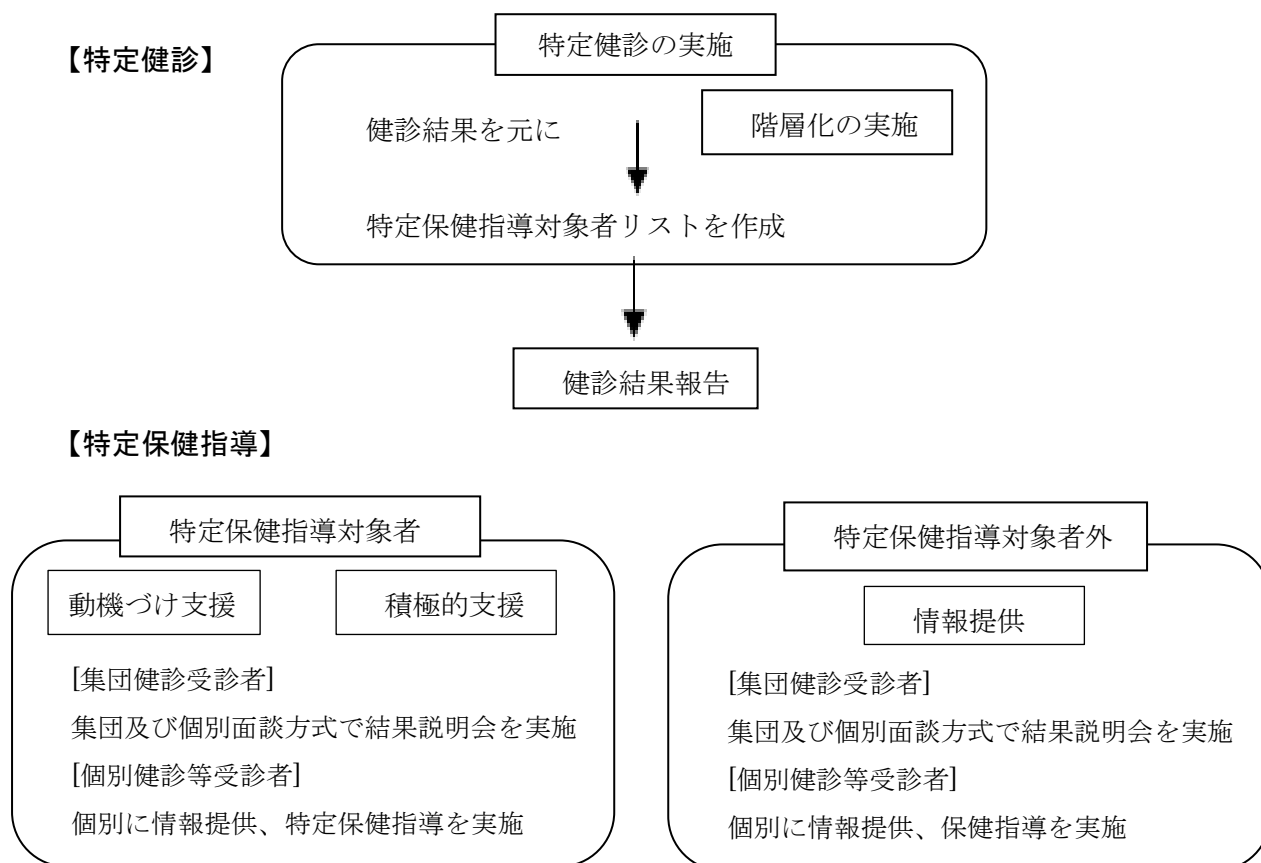 【特定健診】
特定健診の実施
健診結果を元に
階層化の実施
特定保健指導対象者リストを作成
健診結果報告
【特定保健指導】
特定保健指導対象者
動機づけ支援
積極的支援
[集団健診受診者]
集団及び個別面談方式で結果説明会を実施
[個別健診等受診者]
個別に情報提供、特定保健指導を実施
特定保健指導対象者外
情報提供
[集団健診受診者]
集団及び個別面談方式で結果説明会を実施
[個別健診等受診者]
個別に情報提供、保健指導を実施